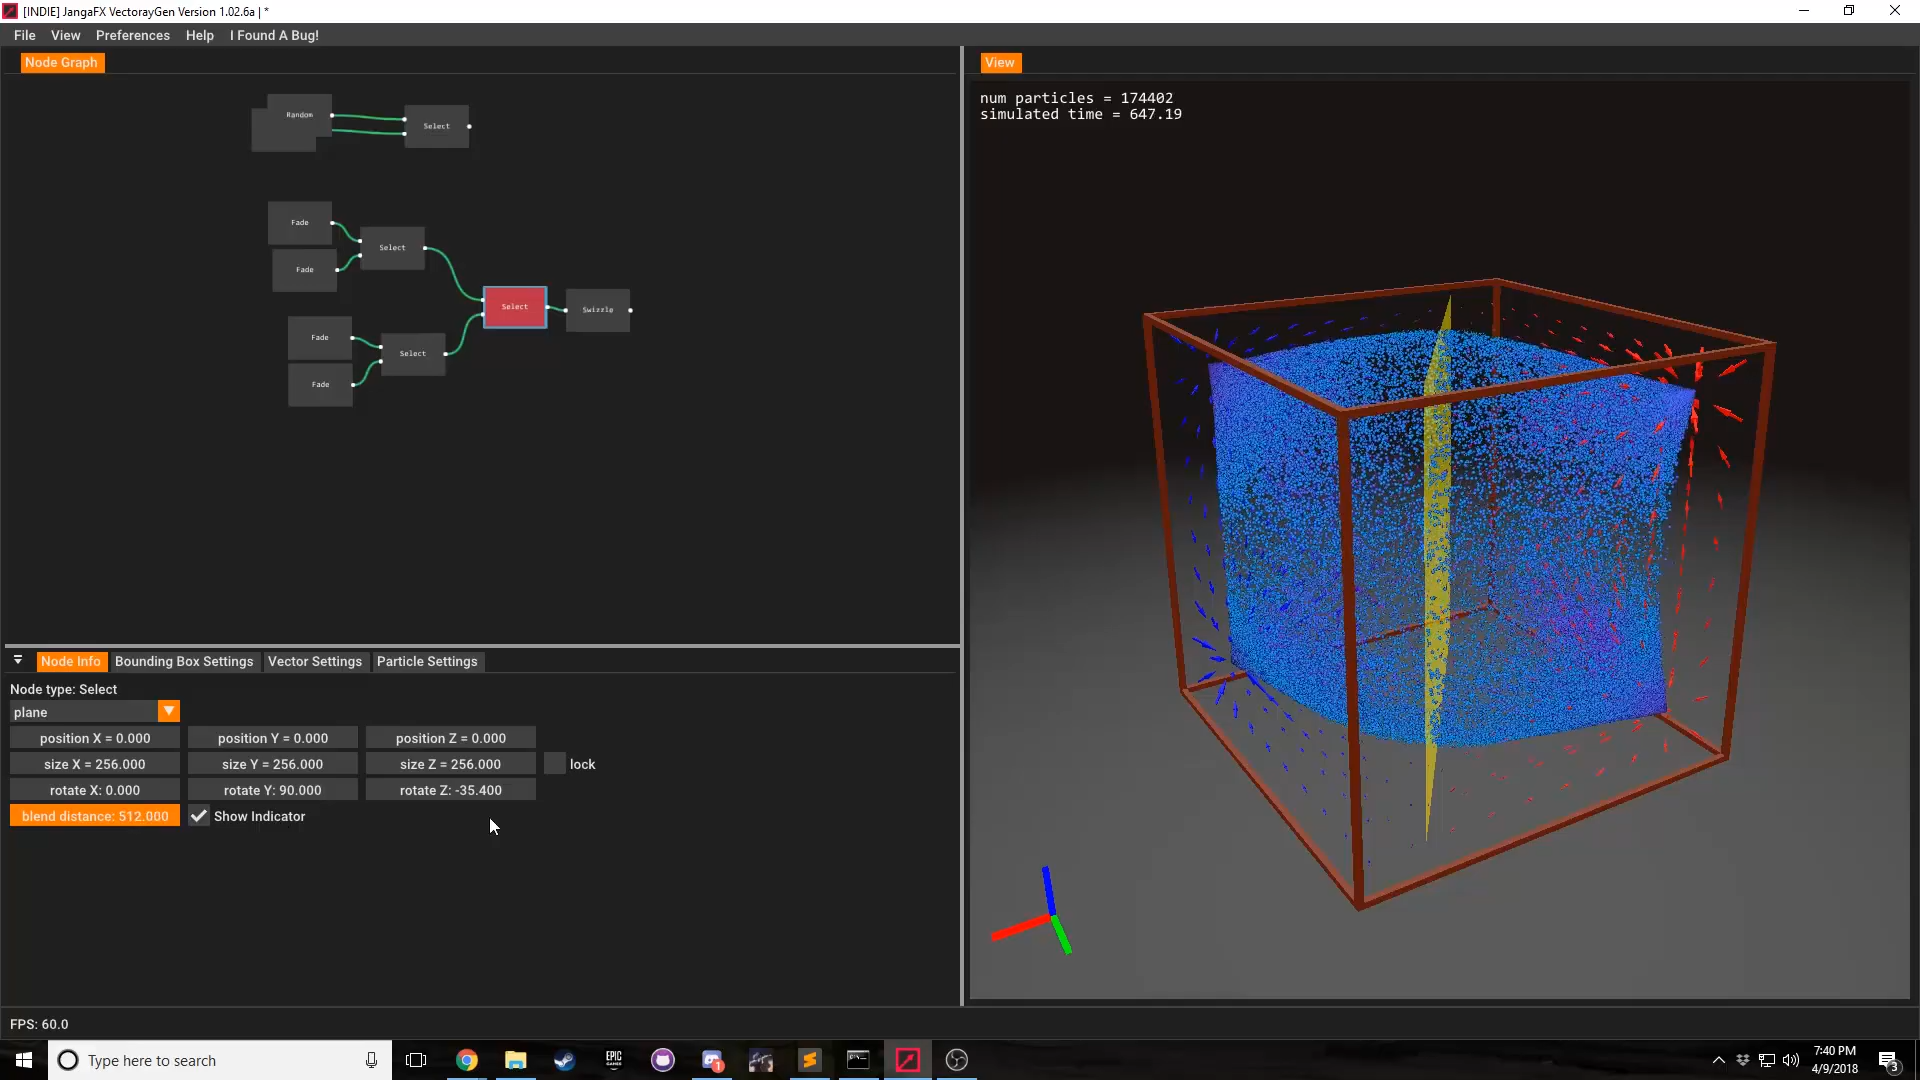 [INDIE] JangaFX VectorayGen Version 1.02.6a | *
File View Preferences Help I Found A Bug!
Node Graph
View
num particles = 174402
simulated time = 647.19
Random
Select
Fade
Select
Fade
Select
Swizzle
Fade
Select
Fade
Node Info Bounding Box Settings Vector Settings Particle Settings
Node type: Select
plane
position X = 0.000 position Y = 0.000 position Z = 0.000
size X = 256.000 size Y = 256.000 size Z = 256.000 lock
rotate X: 0.000 rotate Y: 90.000 rotate Z: -35.400
blend distance: 512.000 Show Indicator
FPS: 60.0
Type here to search
EPIC
GAMES
1
7:40 PM
4/9/2018
3